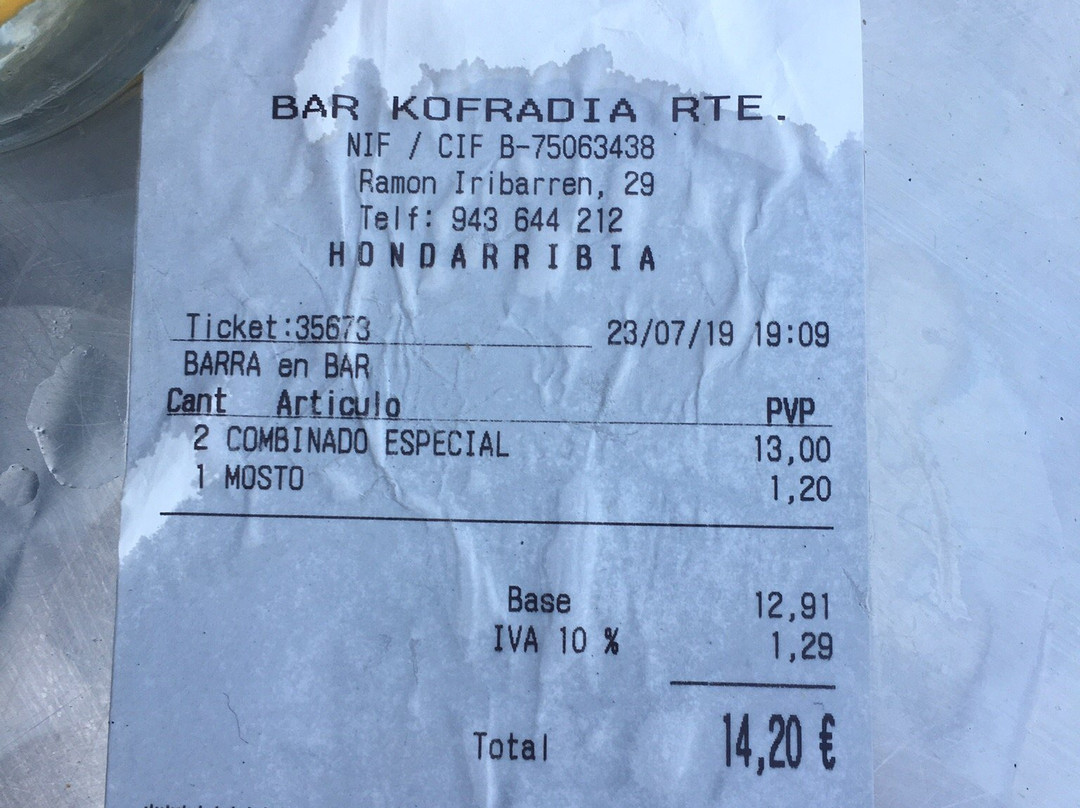 BAR KOFRADIA RTE.
NIF / CIF B-75063438
Ramon Iribarren, 29
Telf: 943 644 212
HONDARRIBIA
Ticket:35673 23/07/19 19:09
BARRA en BAR
Cant Articulo PVP
2 COMBINADO ESPECIAL 13,00
1 MOSTO 1,20
Base 12,91
IVA 10 % 1,29
Total 14,20 €